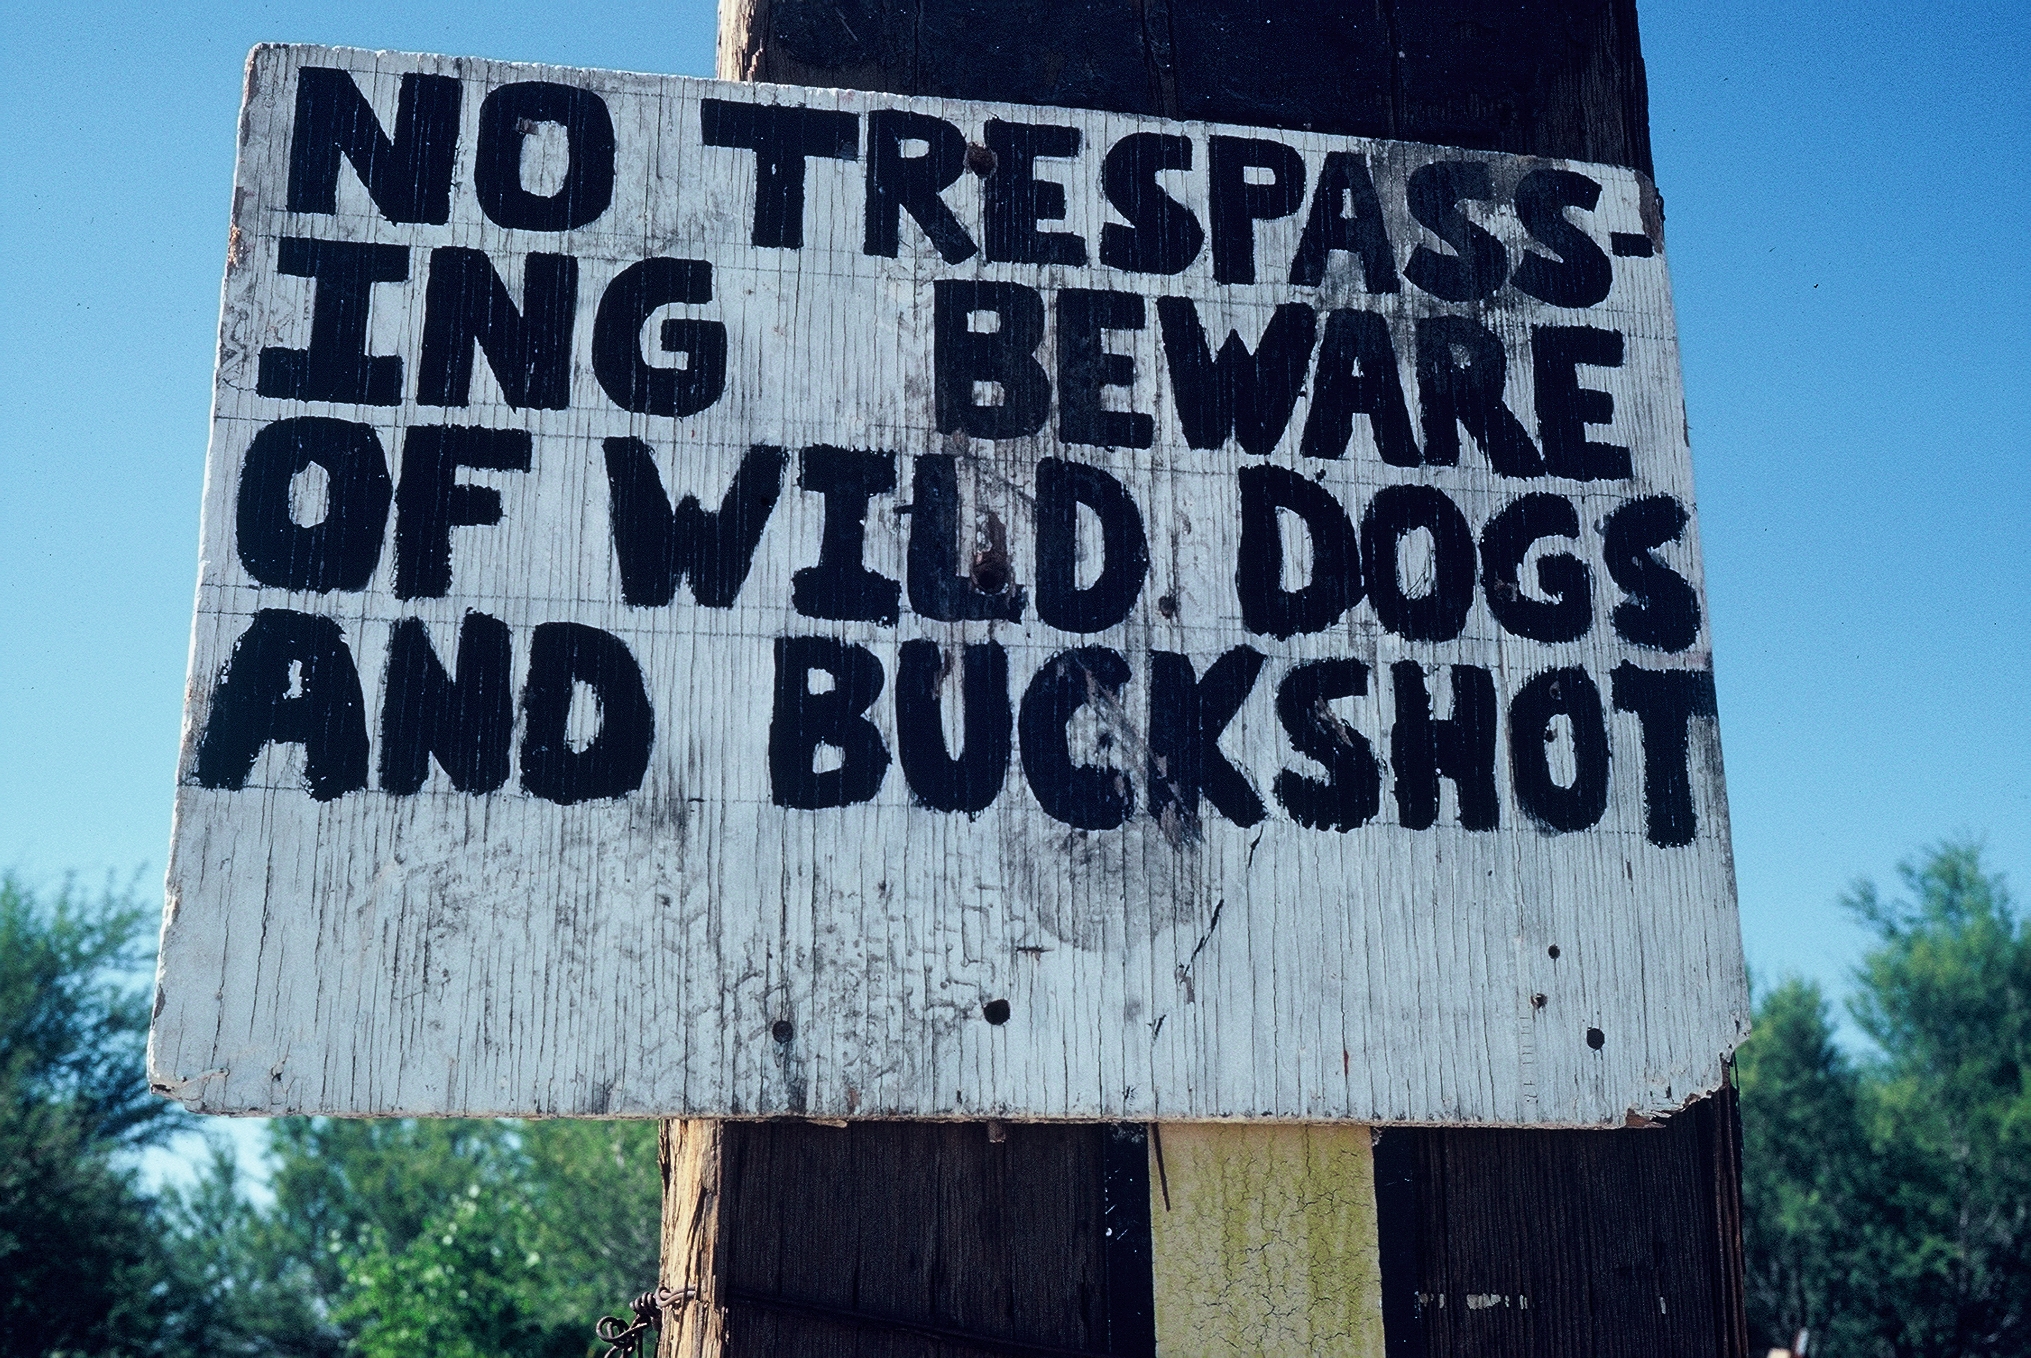 NO TRESPASS-
ING BEWARE
OF WILD DOGS
AND BUCKSHOT